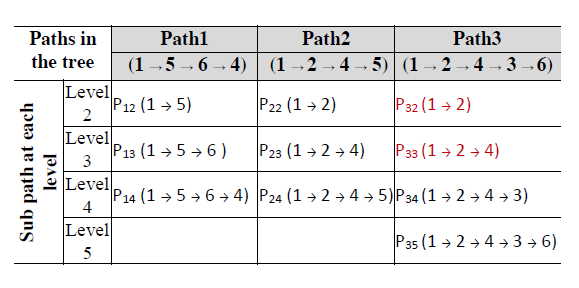 Paths in the tree Path1 Path2 Path3
(1→5→6→4) (1→2→4→5) (1→2→4→3→6)
Sub path at each level
Level 2 P12 (1→5) P22 (1→2) P32 (1→2)
Level 3 P13 (1→5→6) P23 (1→2→4) P33 (1→2→4)
Level 4 P14 (1→5→6→4) P24 (1→2→4→5) P34 (1→2→4→3)
Level 5 P35 (1→2→4→3→6)